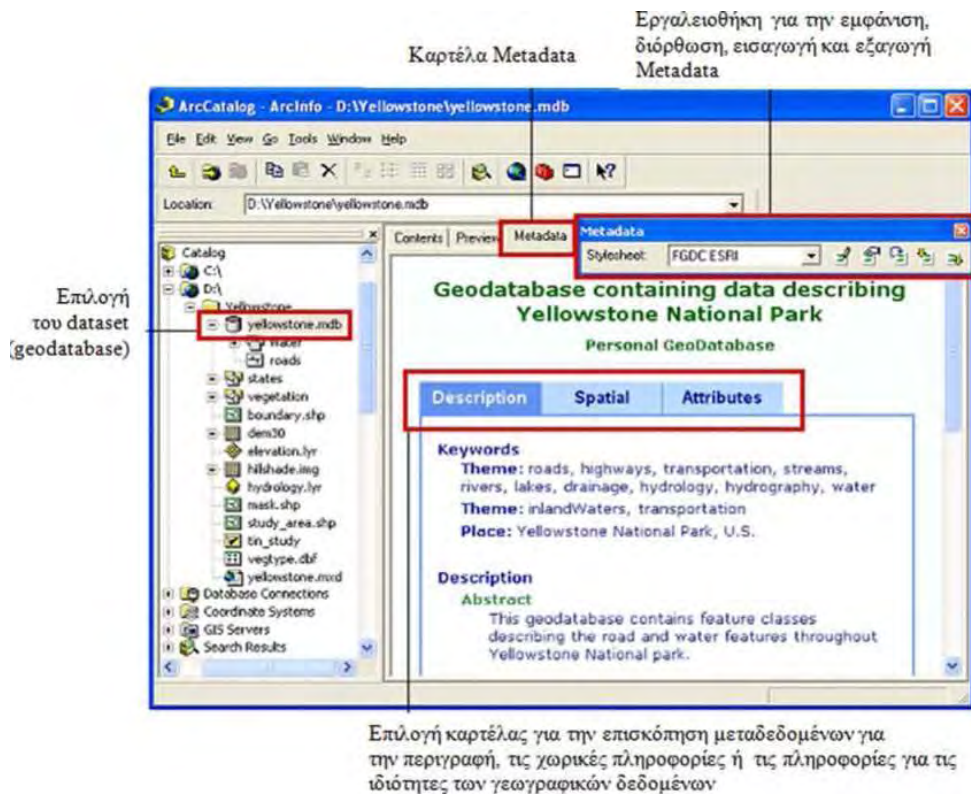 Εργαλειοθήκη για την εμφάνιση,
διόρθωση, εισαγωγή και εξαγωγή
Metadata
Καρτέλα Metadata
ArcCatalog - ArcInfo - D:\Yellowstone\yellowstone.mdb
File Edit View Go Tools Window Help
Location: D:\Yellowstone\yellowstone.mdb
Contents Preview Metadata
Metadata
Stylesheet: FGDC ESRI
Catalog
C:\
D:\
Yellowstone
yellowstone.mdb
water
roads
states
vegetation
boundary.shp
dem30
elevation.lyr
hillshade.img
hydrology.lyr
mask.shp
study_area.shp
tin_study
vegtype.dbf
yellowstone.mxd
Database Connections
Coordinate Systems
GIS Servers
Search Results
Επιλογή
του dataset
(geodatabase)
Geodatabase containing data describing
Yellowstone National Park
Personal GeoDatabase
Description Spatial Attributes
Keywords
Theme: roads, highways, transportation, streams,
rivers, lakes, drainage, hydrology, hydrography, water
Theme: inlandWaters, transportation
Place: Yellowstone National Park, U.S.
Description
Abstract
This geodatabase contains feature classes
describing the road and water features throughout
Yellowstone National park.
Επιλογή καρτέλας για την επισκόπηση μεταδεδομένων για
την περιγραφή, τις χωρικές πληροφορίες ή τις πληροφορίες για τις
ιδιότητες των γεωγραφικών δεδομένων